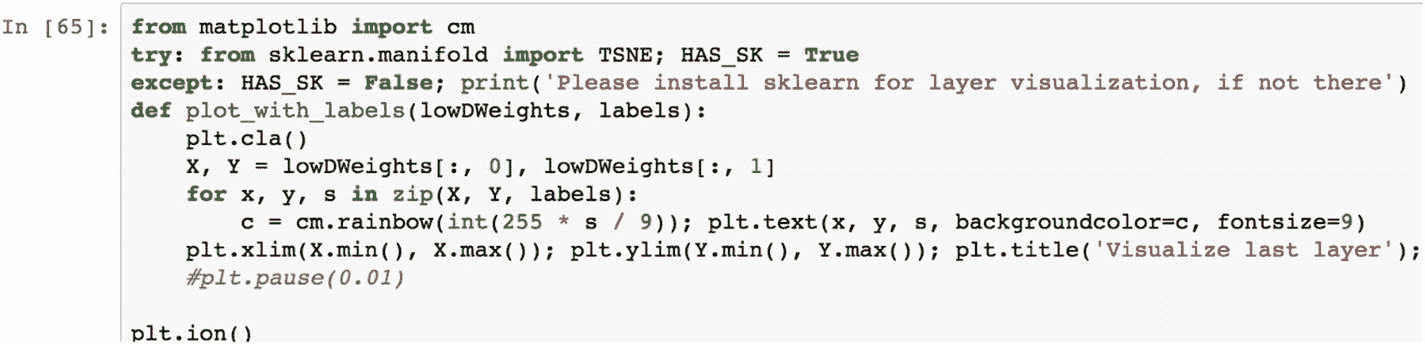 In [65]: from matplotlib import cm
try: from sklearn.manifold import TSNE; HAS_SK = True
except: HAS_SK = False; print('Please install sklearn for layer visualization, if not there')
def plot_with_labels(lowDWeights, labels):
    plt.cla()
    X, Y = lowDWeights[:, 0], lowDWeights[:, 1]
    for x, y, s in zip(X, Y, labels):
        c = cm.rainbow(int(255 * s / 9)); plt.text(x, y, s, backgroundcolor=c, fontsize=9)
    plt.xlim(X.min(), X.max()); plt.ylim(Y.min(), Y.max()); plt.title('Visualize last layer');
    #plt.pause(0.01)
plt.ion()